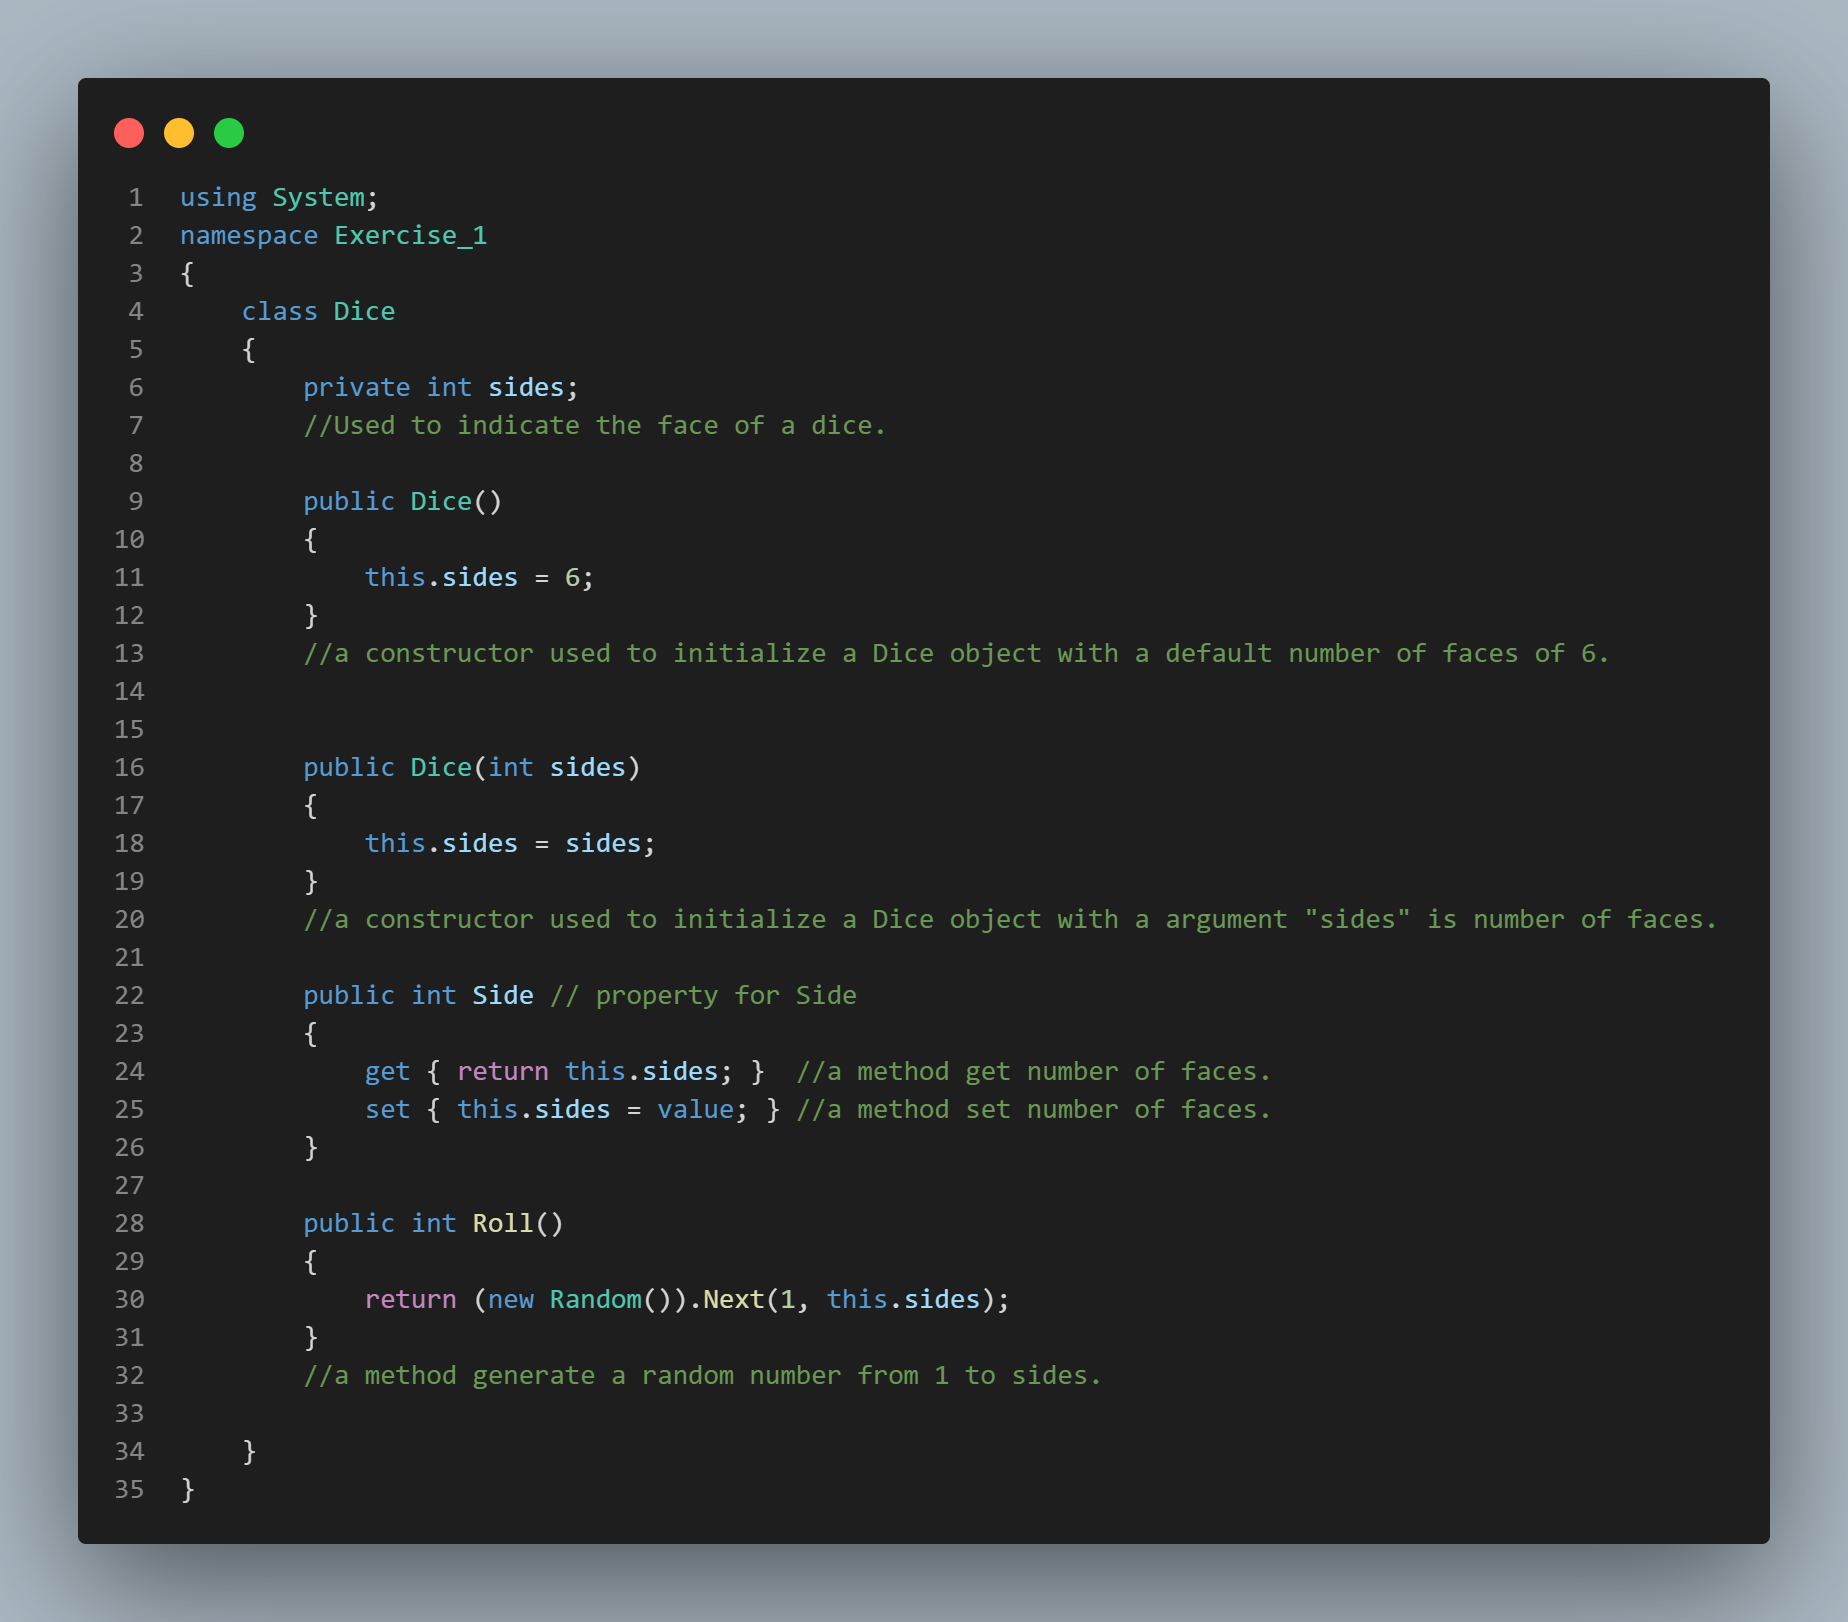 1 using System;
2 namespace Exercise_1
3 {
4     class Dice
5     {
6         private int sides;
7         //Used to indicate the face of a dice.
8
9         public Dice()
10         {
11             this.sides = 6;
12         }
13         //a constructor used to initialize a Dice object with a default number of faces of 6.
14
15
16         public Dice(int sides)
17         {
18             this.sides = sides;
19         }
20         //a constructor used to initialize a Dice object with a argument "sides" is number of faces.
21
22         public int Side // property for Side
23         {
24             get { return this.sides; }  //a method get number of faces.
25             set { this.sides = value; } //a method set number of faces.
26         }
27
28         public int Roll()
29         {
30             return (new Random()).Next(1, this.sides);
31         }
32         //a method generate a random number from 1 to sides.
33
34     }
35 }